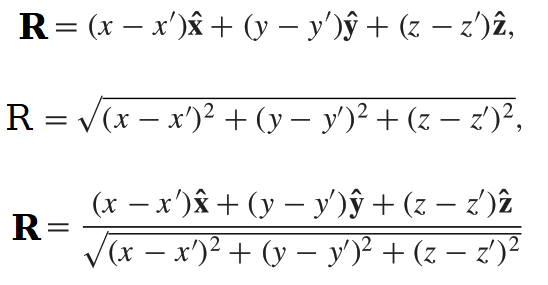 𝐑 = (x − x′)𝐱̂ + (y − y′)𝐲̂ + (z − z′)𝐳̂,
R = √((x − x′)² + (y − y′)² + (z − z′)²),
𝐑 = ((x − x′)𝐱̂ + (y − y′)𝐲̂ + (z − z′)𝐳̂) / √((x − x′)² + (y − y′)² + (z − z′)²)